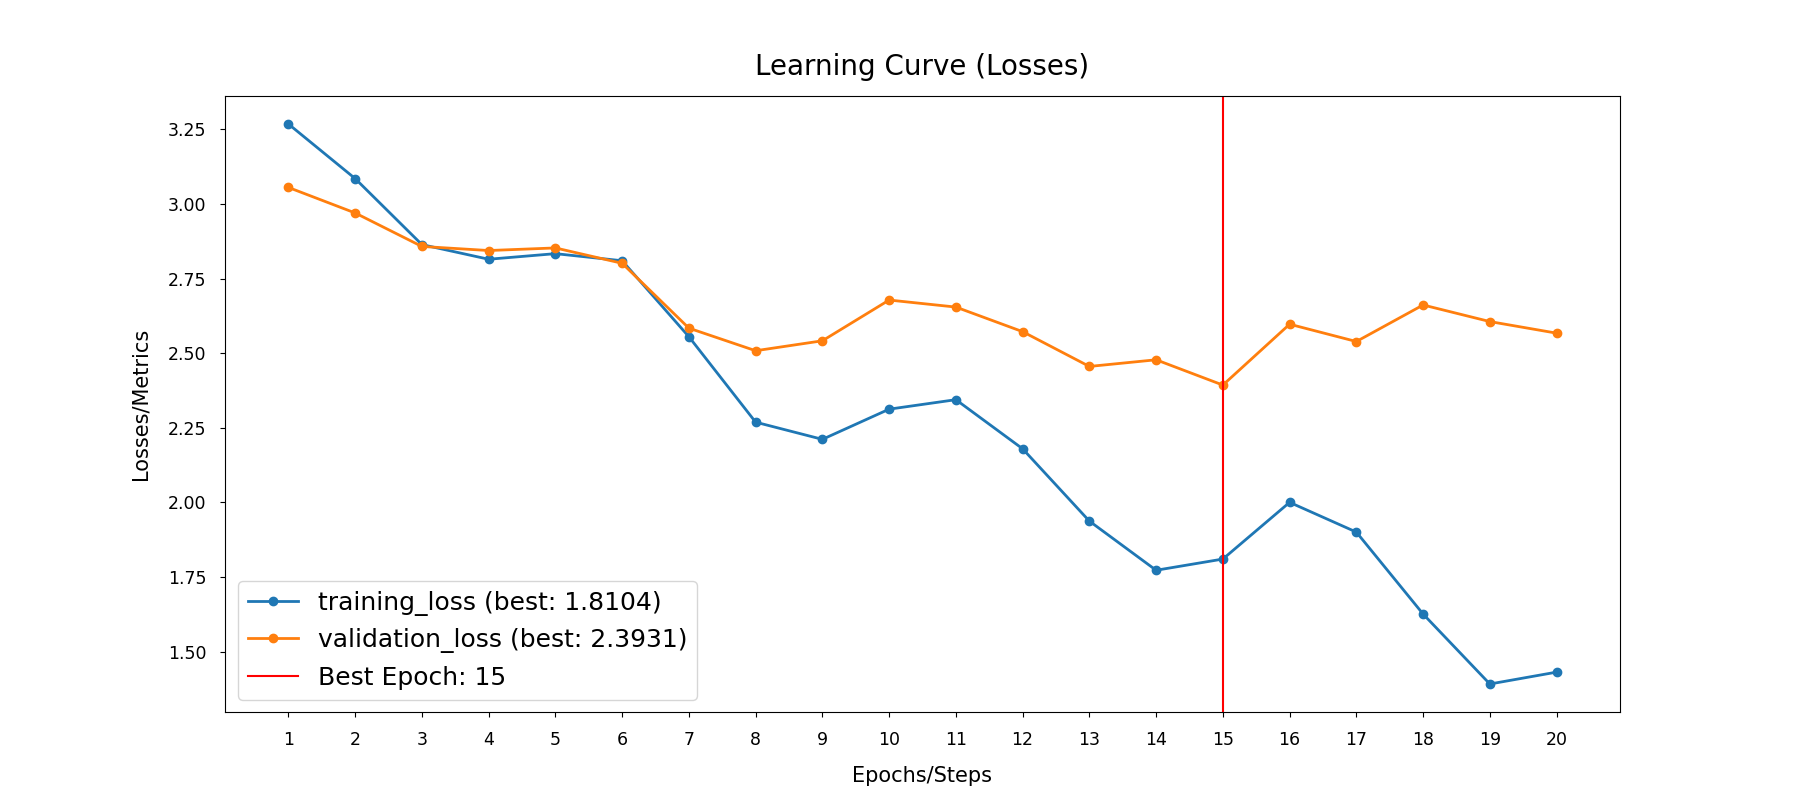 Learning Curve (Losses)
Losses/Metrics
3.25
3.00
2.75
2.50
2.25
2.00
1.75
1.50
training_loss (best: 1.8104)
validation_loss (best: 2.3931)
Best Epoch: 15
1 2 3 4 5 6 7 8 9 10 11 12 13 14 15 16 17 18 19 20
Epochs/Steps